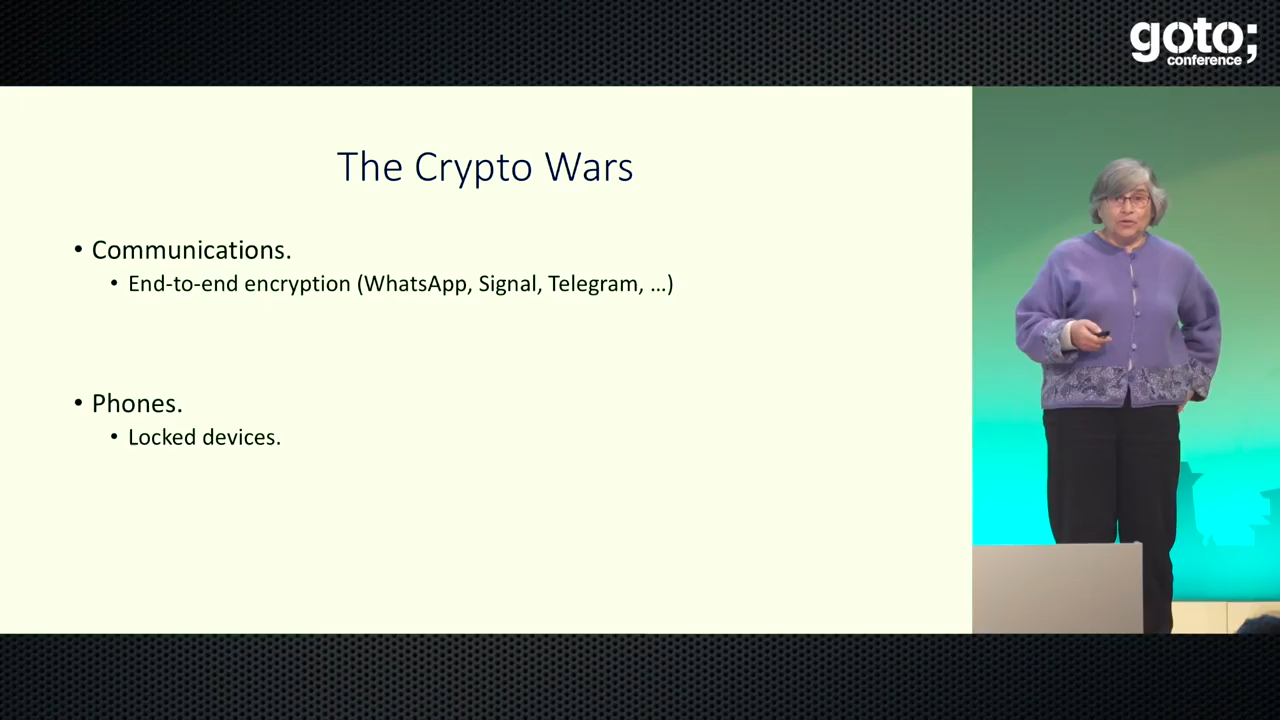 goto;
conference
The Crypto Wars
• Communications.
• End-to-end encryption (WhatsApp, Signal, Telegram, ...)
• Phones.
• Locked devices.